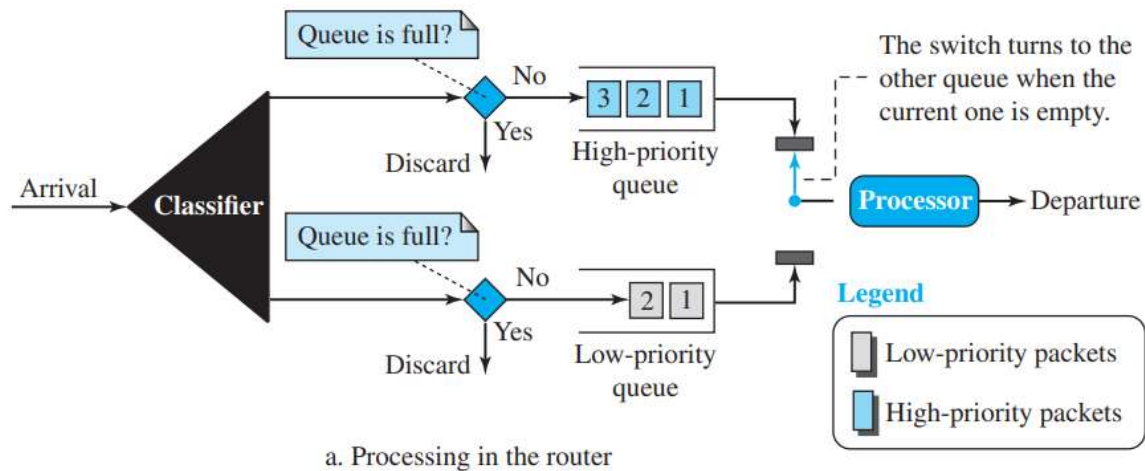 Queue is full?
No
Yes
Discard
3 2 1
High-priority
queue
The switch turns to the
other queue when the
current one is empty.
Arrival
Classifier
Processor
Departure
Queue is full?
No
Yes
Discard
2 1
Low-priority
queue
Legend
Low-priority packets
High-priority packets
a. Processing in the router